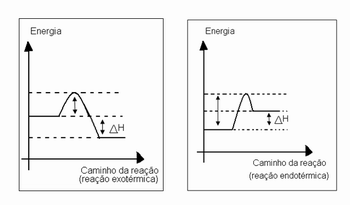 Energia
ΔH
Caminho da reação
(reação exotérmica)
Energia
ΔH
Caminho da reação
(reação endotérmica)